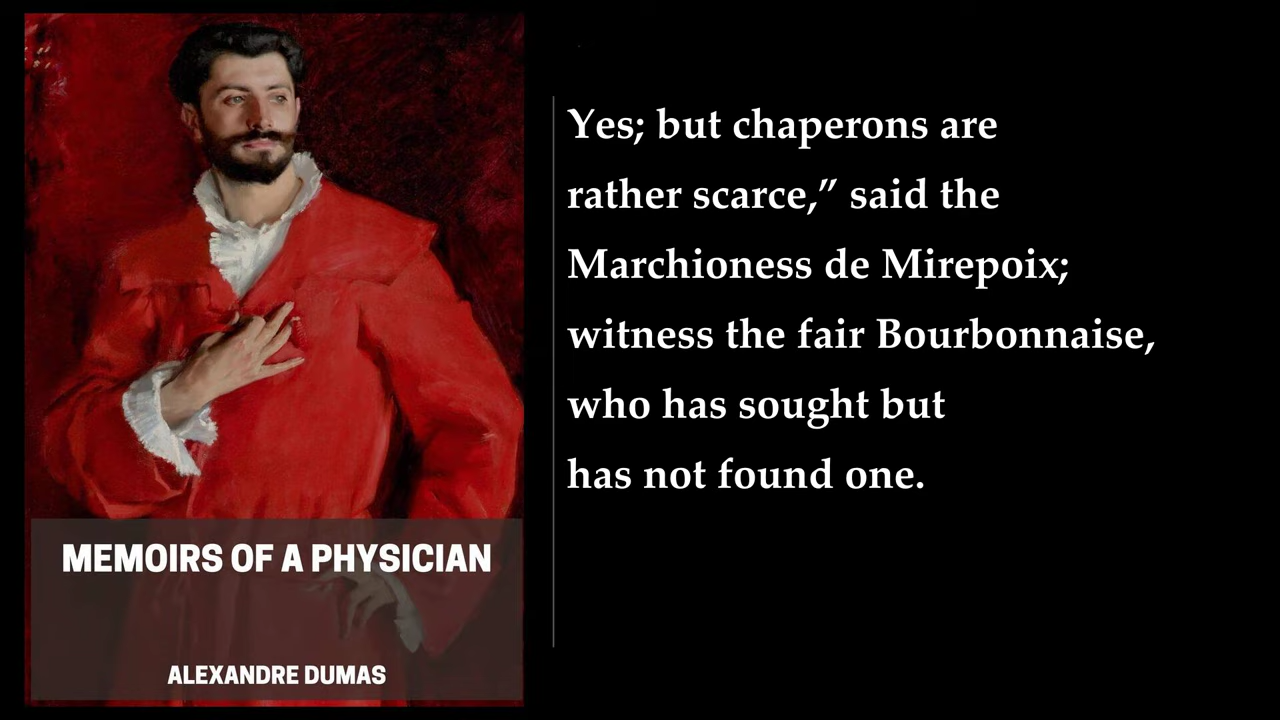 Yes; but chaperons are
rather scarce,” said the
Marchioness de Mirepoix;
witness the fair Bourbonnaise,
who has sought but
has not found one.
MEMOIRS OF A PHYSICIAN
ALEXANDRE DUMAS